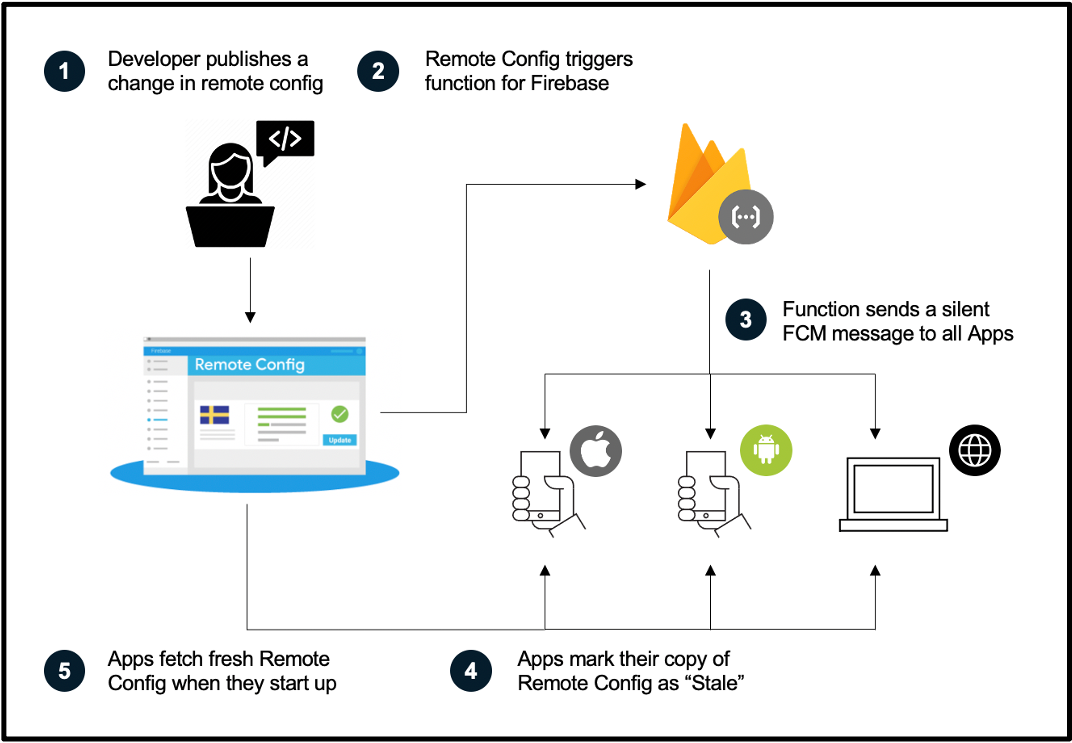 1
Developer publishes a
change in remote config
2
Remote Config triggers
function for Firebase
</>
Firebase
Remote Config
Update
3
Function sends a silent
FCM message to all Apps
5
Apps fetch fresh Remote
Config when they start up
4
Apps mark their copy of
Remote Config as “Stale”